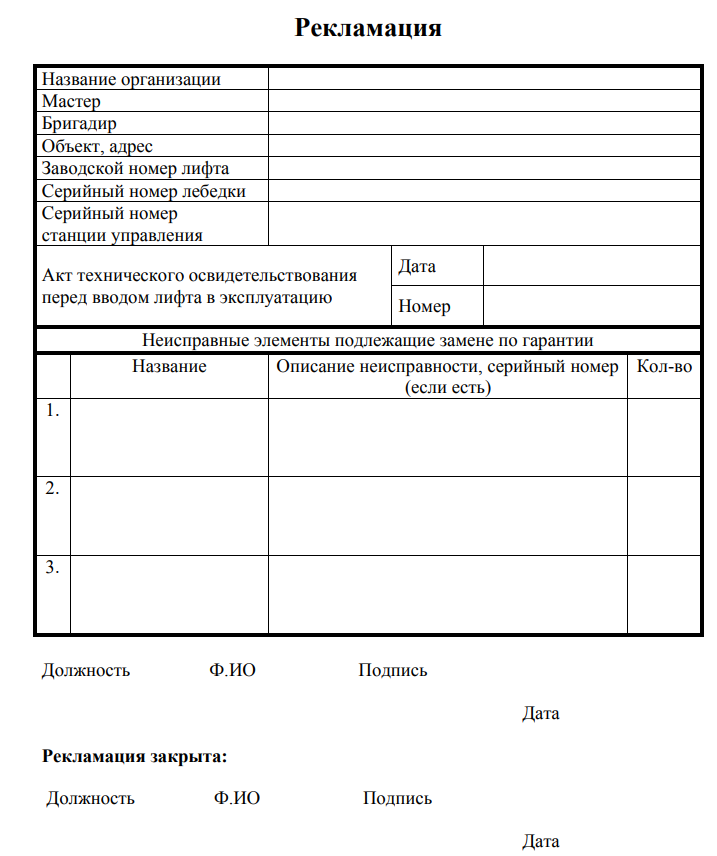 Рекламация
Название организации
Мастер
Бригадир
Объект, адрес
Заводской номер лифта
Серийный номер лебедки
Серийный номер
станции управления
Акт технического освидетельствования
перед вводом лифта в эксплуатацию
Дата
Номер
Неисправные элементы подлежащие замене по гарантии
Название Описание неисправности, серийный номер Кол-во
(если есть)
1.
2.
3.
Должность Ф.ИО Подпись
Дата
Рекламация закрыта:
Должность Ф.ИО Подпись
Дата